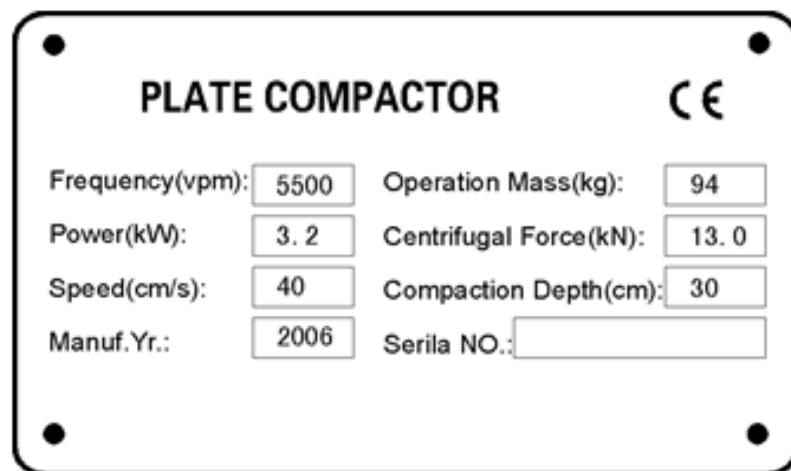 PLATE COMPACTOR CE
Frequency(vpm): 5500 Operation Mass(kg): 94
Power(kW): 3. 2 Centrifugal Force(kN): 13. 0
Speed(cm/s): 40 Compaction Depth(cm): 30
Manuf.Yr.: 2006 Serila NO.: